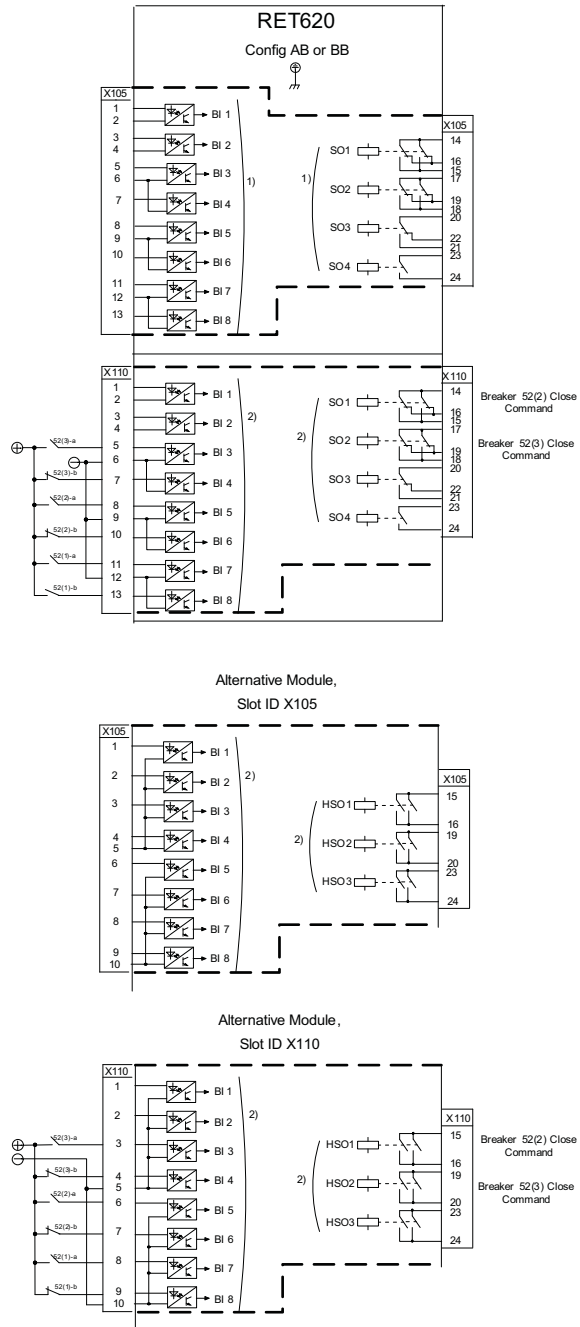 RET620
Config AB or BB
X105
1
2
BI 1
3
4
BI 2
5
6
BI 3
7
BI 4
8
9
BI 5
10
BI 6
11
12
BI 7
13
BI 8
1)
1)
SO1
SO2
SO3
SO4
X105
14
16
15
17
19
18
20
22
21
23
24
X110
1
2
BI 1
3
4
BI 2
5
6
BI 3
7
BI 4
8
9
BI 5
10
BI 6
11
12
BI 7
13
BI 8
52(3)-a
52(3)-b
52(2)-a
52(2)-b
52(1)-a
52(1)-b
2)
2)
SO1
SO2
SO3
SO4
X110
14
16
15
17
19
18
20
22
21
23
24
Breaker 52(2) Close
Command
Breaker 52(3) Close
Command
Alternative Module,
Slot ID X105
X105
1
BI 1
2
BI 2
3
BI 3
4
5
BI 4
6
BI 5
7
BI 6
8
BI 7
9
10
BI 8
2)
2)
HSO1
HSO2
HSO3
X105
15
16
19
20
23
24
Alternative Module,
Slot ID X110
X110
1
BI 1
2
BI 2
3
BI 3
4
5
BI 4
6
BI 5
7
BI 6
8
BI 7
9
10
BI 8
52(3)-a
52(3)-b
52(2)-a
52(2)-b
52(1)-a
52(1)-b
2)
2)
HSO1
HSO2
HSO3
X110
15
16
19
20
23
24
Breaker 52(2) Close
Command
Breaker 52(3) Close
Command